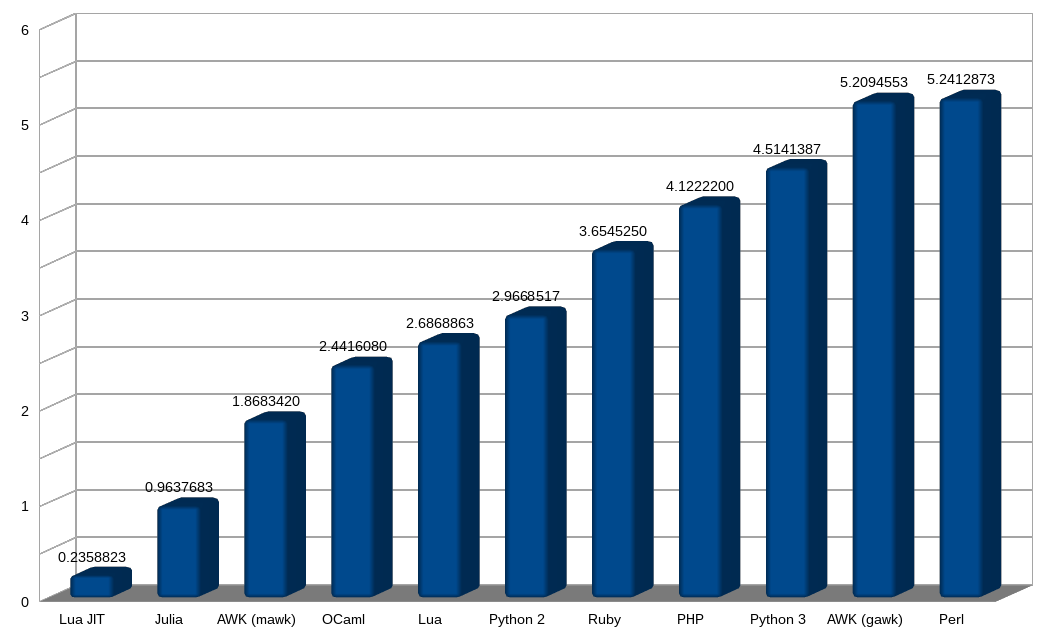 6
5
4
3
2
1
0
0.2358823
0.9637683
1.8683420
2.4416080
2.6868863
2.9668517
3.6545250
4.1222200
4.5141387
5.2094553
5.2412873
Lua JIT
Julia
AWK (mawk)
OCaml
Lua
Python 2
Ruby
PHP
Python 3
AWK (gawk)
Perl